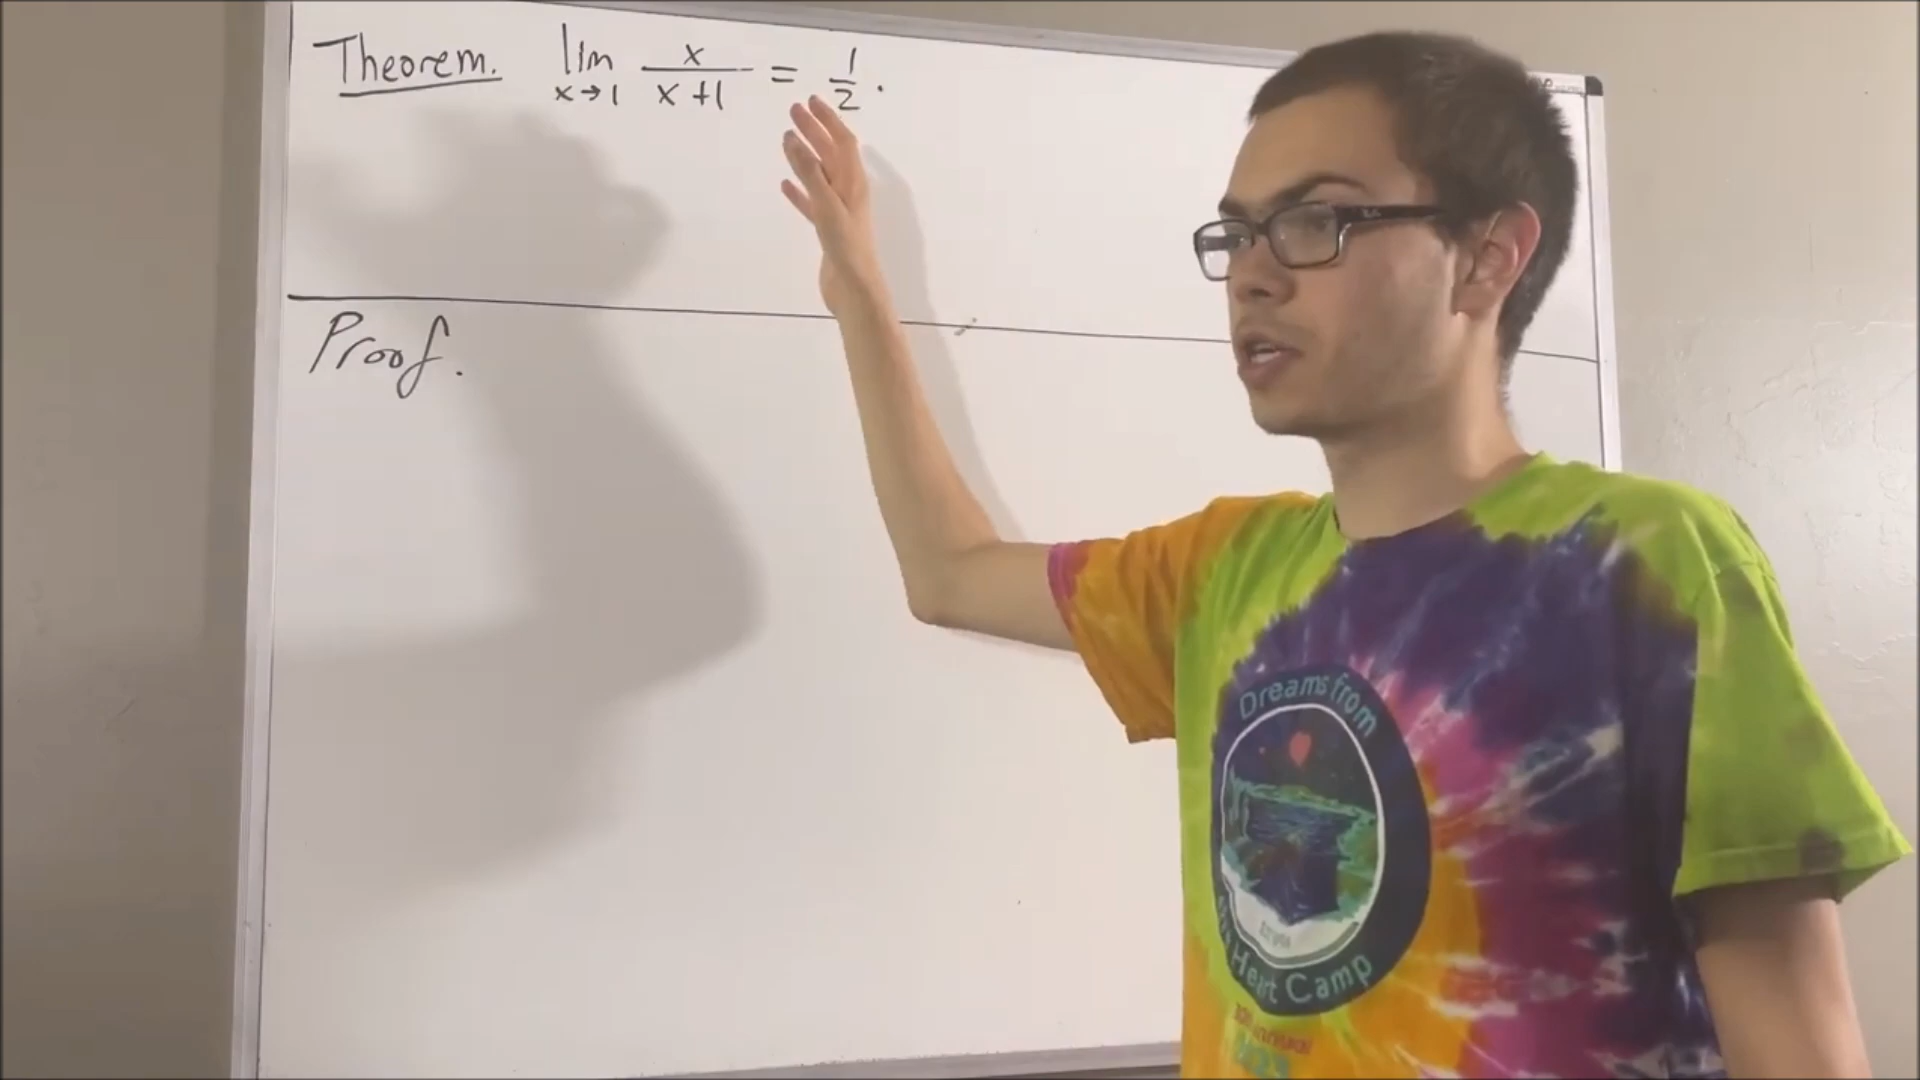 Theorem. lim x→1 x/(x+1) = 1/2.
Proof.
Dreams from
Heart Camp